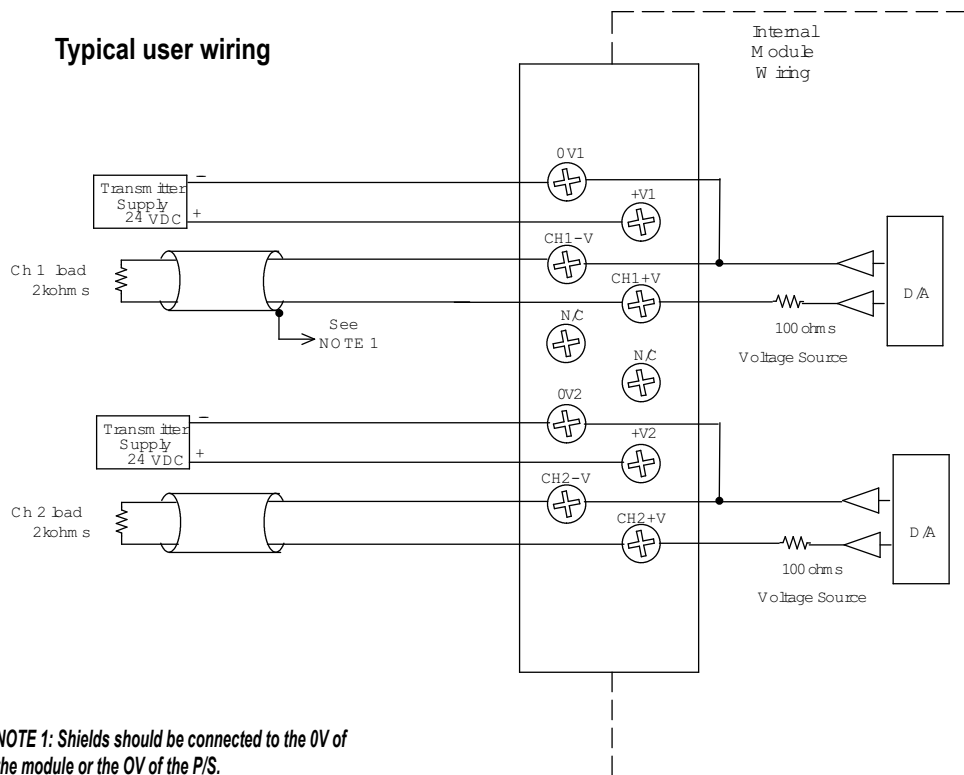 Typical user wiring
Internal
Module
Wiring
0V1
Transmitter
Supply
24 VDC
−
+
+V1
CH1-V
Ch 1 load
2kohms
CH1+V
D/A
See
NOTE 1
N/C
100 ohms
Voltage Source
N/C
0V2
Transmitter
Supply
24 VDC
−
+
+V2
CH2-V
Ch 2 load
2kohms
CH2+V
D/A
100 ohms
Voltage Source
NOTE 1: Shields should be connected to the 0V of
the module or the OV of the P/S.